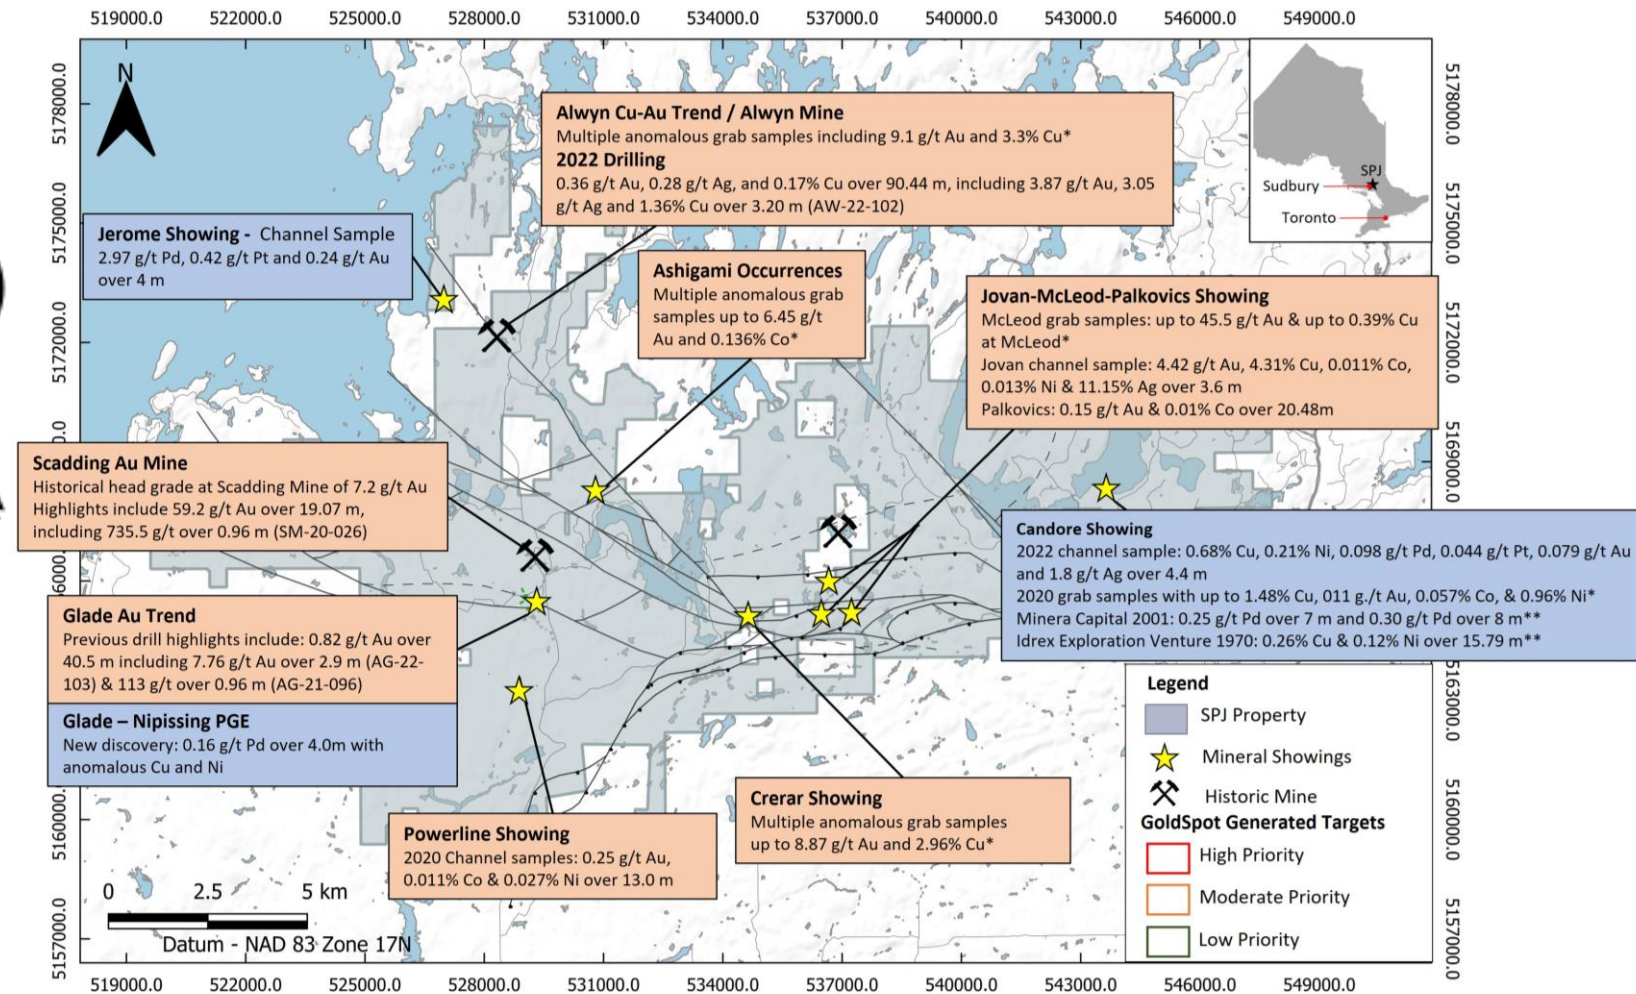 519000.0 522000.0 525000.0 528000.0 531000.0 534000.0 537000.0 540000.0 543000.0 546000.0 549000.0
N
5178000.0
5175000.0
5172000.0
5160000.0
5157000.0
Alwyn Cu-Au Trend / Alwyn Mine
Multiple anomalous grab samples including 9.1 g/t Au and 3.3% Cu*
2022 Drilling
0.36 g/t Au, 0.28 g/t Ag, and 0.17% Cu over 90.44 m, including 3.87 g/t Au, 3.05
g/t Ag and 1.36% Cu over 3.20 m (AW-22-102)
SPJ
Sudbury
Toronto
Jerome Showing - Channel Sample
2.97 g/t Pd, 0.42 g/t Pt and 0.24 g/t Au
over 4 m
Ashigami Occurrences
Multiple anomalous grab
samples up to 6.45 g/t
Au and 0.136% Co*
Jovan-McLeod-Palkovics Showing
McLeod grab samples: up to 45.5 g/t Au & up to 0.39% Cu
at McLeod*
Jovan channel sample: 4.42 g/t Au, 4.31% Cu, 0.011% Co,
0.013% Ni & 11.15% Ag over 3.6 m
Palkovics: 0.15 g/t Au & 0.01% Co over 20.48m
Scadding Au Mine
Historical head grade at Scadding Mine of 7.2 g/t Au
Highlights include 59.2 g/t Au over 19.07 m,
including 735.5 g/t over 0.96 m (SM-20-026)
Candore Showing
2022 channel sample: 0.68% Cu, 0.21% Ni, 0.098 g/t Pd, 0.044 g/t Pt, 0.079 g/t Au
and 1.8 g/t Ag over 4.4 m
2020 grab samples with up to 1.48% Cu, 011 g./t Au, 0.057% Co, & 0.96% Ni*
Minera Capital 2001: 0.25 g/t Pd over 7 m and 0.30 g/t Pd over 8 m**
Idrex Exploration Venture 1970: 0.26% Cu & 0.12% Ni over 15.79 m**
Glade Au Trend
Previous drill highlights include: 0.82 g/t Au over
40.5 m including 7.76 g/t Au over 2.9 m (AG-22-
103) & 113 g/t over 0.96 m (AG-21-096)
Glade – Nipissing PGE
New discovery: 0.16 g/t Pd over 4.0m with
anomalous Cu and Ni
Powerline Showing
2020 Channel samples: 0.25 g/t Au,
0.011% Co & 0.027% Ni over 13.0 m
Crerar Showing
Multiple anomalous grab samples
up to 8.87 g/t Au and 2.96% Cu*
Legend
SPJ Property
Mineral Showings
Historic Mine
GoldSpot Generated Targets
High Priority
Moderate Priority
Low Priority
0 2.5 5 km
Datum - NAD 83 Zone 17N
5178000.0
5175000.0
5172000.0
5169000.0
5163000.0
5160000.0
5157000.0
519000.0 522000.0 525000.0 528000.0 531000.0 534000.0 537000.0 540000.0 543000.0 546000.0 549000.0